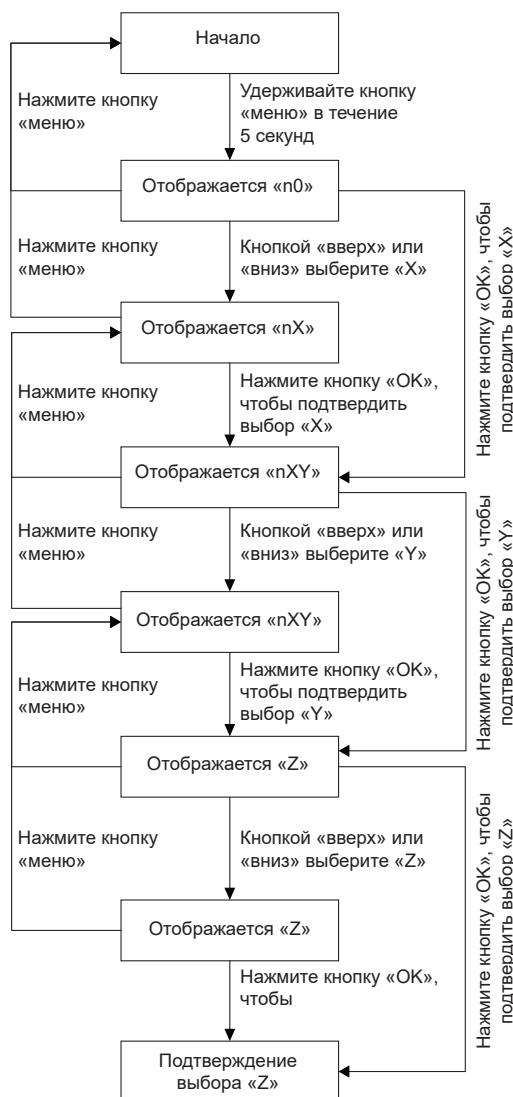 Начало
Нажмите кнопку
«меню»
Удерживайте кнопку
«меню» в течение
5 секунд
Отображается «n0»
Нажмите кнопку
«меню»
Кнопкой «вверх» или
«вниз» выберите «X»
Нажмите кнопку «OK», чтобы
подтвердить выбор «X»
Отображается «nX»
Нажмите кнопку
«меню»
Нажмите кнопку «OK»,
чтобы подтвердить
выбор «X»
Отображается «nXY»
Нажмите кнопку
«меню»
Кнопкой «вверх» или
«вниз» выберите «Y»
Нажмите кнопку «OK», чтобы
подтвердить выбор «Y»
Отображается «nXY»
Нажмите кнопку
«меню»
Нажмите кнопку «OK»,
чтобы подтвердить
выбор «Y»
Отображается «Z»
Нажмите кнопку
«меню»
Кнопкой «вверх» или
«вниз» выберите «Z»
Нажмите кнопку «OK», чтобы
подтвердить выбор «Z»
Отображается «Z»
Нажмите кнопку «OK»,
чтобы
Подтверждение
выбора «Z»